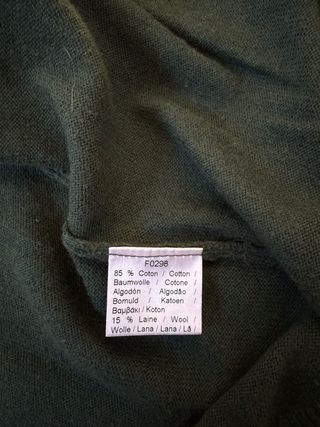 F0298
85 % Coton / Cotton /
Baumwolle / Cotone /
Algodón / Algodão /
Bomuld / Katoen /
Βαμβάκι / Koton
15 % Laine / Wool /
Wolle / Lana / Lana / Lã /